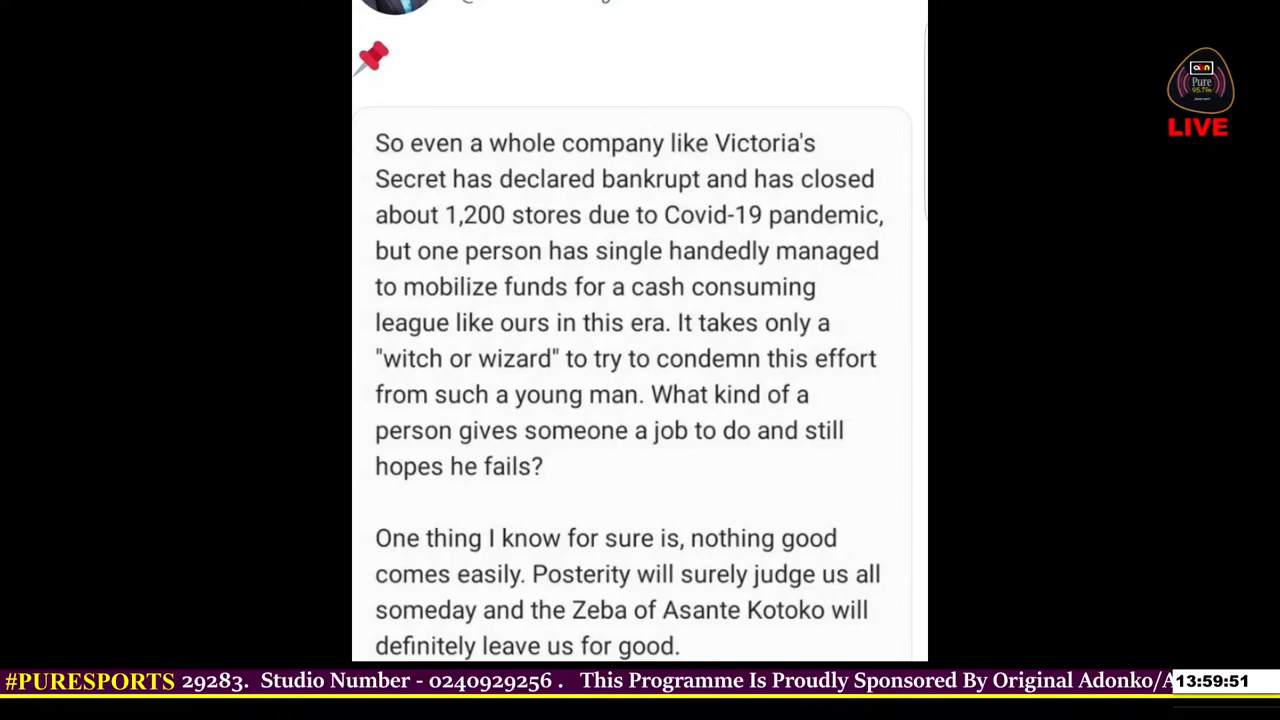 So even a whole company like Victoria's
Secret has declared bankrupt and has closed
about 1,200 stores due to Covid-19 pandemic,
but one person has single handedly managed
to mobilize funds for a cash consuming
league like ours in this era. It takes only a
"witch or wizard" to try to condemn this effort
from such a young man. What kind of a
person gives someone a job to do and still
hopes he fails?
One thing I know for sure is, nothing good
comes easily. Posterity will surely judge us all
someday and the Zeba of Asante Kotoko will
definitely leave us for good.
Pure
95.7fm
LIVE
#PURESPORTS 29283. Studio Number - 0240929256 . This Programme Is Proudly Sponsored By Original Adonko/A 13:59:51